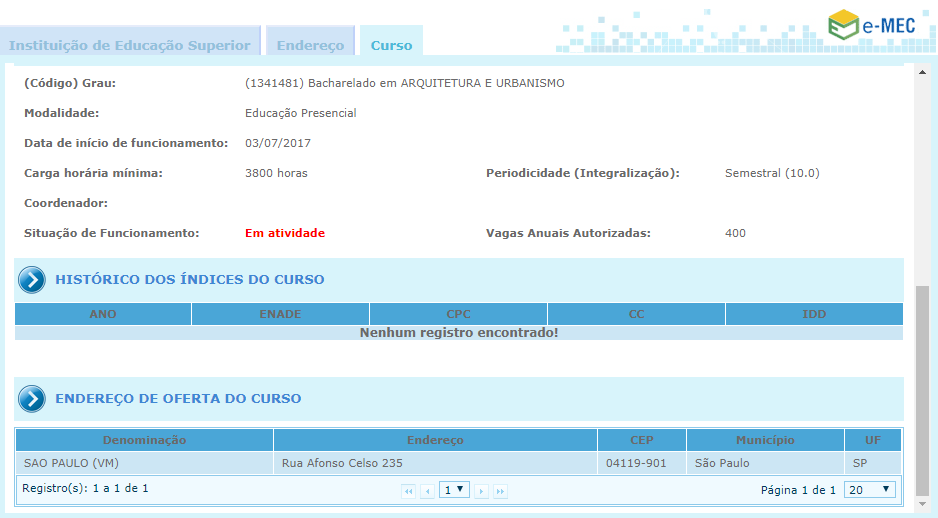 e-MEC
Instituição de Educação Superior Endereço Curso
(Código) Grau: (1341481) Bacharelado em ARQUITETURA E URBANISMO
Modalidade: Educação Presencial
Data de início de funcionamento: 03/07/2017
Carga horária mínima: 3800 horas Periodicidade (Integralização): Semestral (10.0)
Coordenador:
Situação de Funcionamento: Em atividade Vagas Anuais Autorizadas: 400
HISTÓRICO DOS ÍNDICES DO CURSO
ANO ENADE CPC CC IDD
Nenhum registro encontrado!
ENDEREÇO DE OFERTA DO CURSO
Denominação Endereço CEP Município UF
SAO PAULO (VM) Rua Afonso Celso 235 04119-901 São Paulo SP
Registro(s): 1 a 1 de 1 1 Página 1 de 1 20